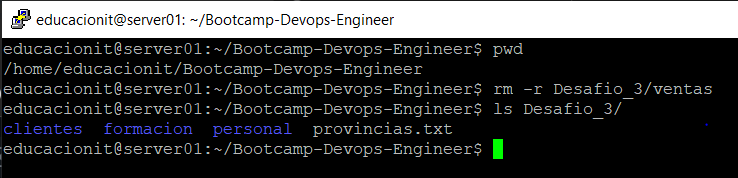 educacionit@server01: ~/Bootcamp-Devops-Engineer
educacionit@server01:~/Bootcamp-Devops-Engineer$ pwd
/home/educacionit/Bootcamp-Devops-Engineer
educacionit@server01:~/Bootcamp-Devops-Engineer$ rm -r Desafio_3/ventas
educacionit@server01:~/Bootcamp-Devops-Engineer$ ls Desafio_3/
clientes  formacion  personal  provincias.txt
educacionit@server01:~/Bootcamp-Devops-Engineer$